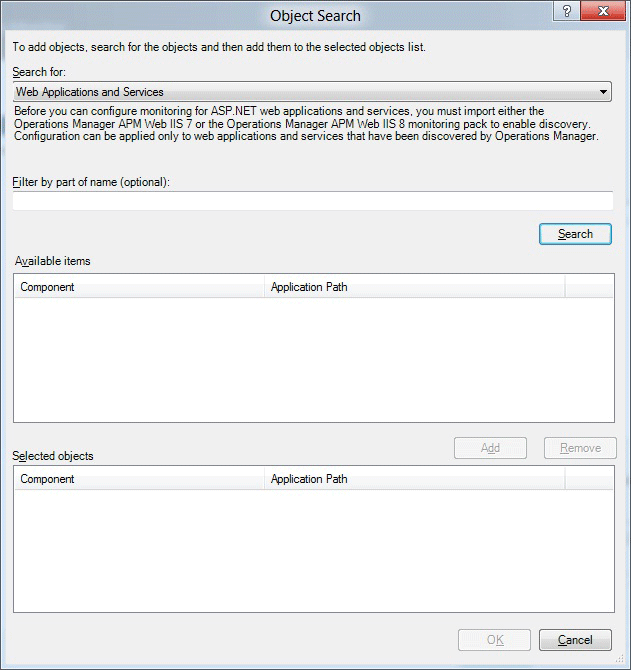 Object Search
?
To add objects, search for the objects and then add them to the selected objects list.
Search for:
Web Applications and Services
Before you can configure monitoring for ASP.NET web applications and services, you must import either the
Operations Manager APM Web IIS 7 or the Operations Manager APM Web IIS 8 monitoring pack to enable discovery.
Configuration can be applied only to web applications and services that have been discovered by Operations Manager.
Filter by part of name (optional):
Search
Available items
Component Application Path
Add Remove
Selected objects
Component Application Path
OK Cancel